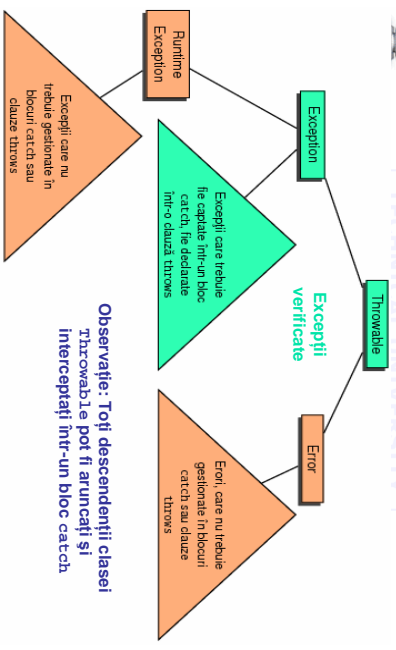 Throwable
Exception
Error
Excepții
verificate
Runtime
Exception
Excepții care trebuie
fie captate într-un bloc
catch, fie declarate
într-o clauză throws
Erori, care nu trebuie
gestionate în blocuri
catch sau clauze
throws
Excepții care nu
trebuie gestionate în
blocuri catch sau
clauze throws
Observație: Toți descendenții clasei
Throwable pot fi aruncați și
interceptați într-un bloc catch